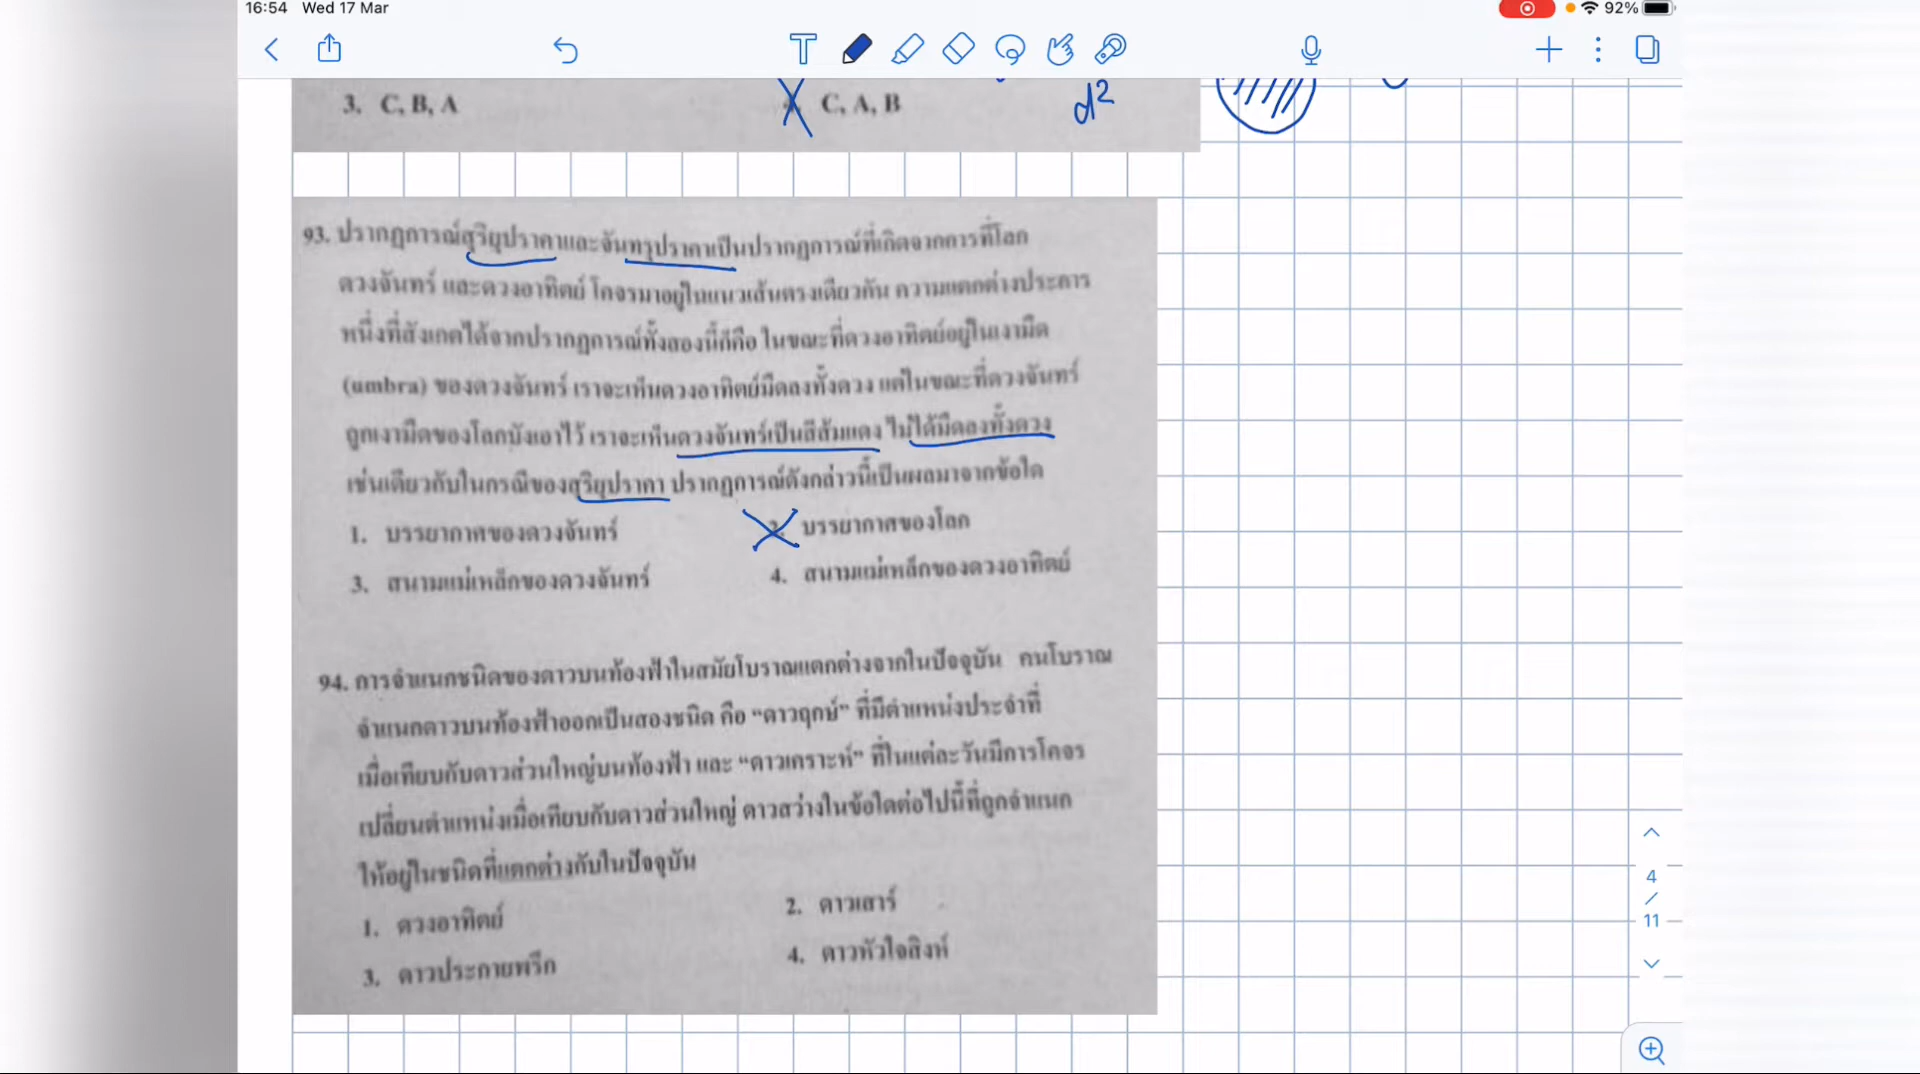 16:54 Wed 17 Mar 92%
3. C, B, A C, A, B d²
93. ปรากฏการณ์สุริยุปราคาและจันทรุปราคาเป็นปรากฏการณ์ที่เกิดจากการที่โลก
ดวงจันทร์ และดวงอาทิตย์ โคจรมาอยู่ในแนวเส้นตรงเดียวกัน ความแตกต่างประการ
หนึ่งที่สังเกตได้จากปรากฏการณ์ทั้งสองนี้ก็คือ ในขณะที่ดวงอาทิตย์อยู่ในเงามืด
(umbra) ของดวงจันทร์ เราจะเห็นดวงอาทิตย์มืดลงทั้งดวง แต่ในขณะที่ดวงจันทร์
ถูกเงามืดของโลกบังเอาไว้ เราจะเห็นดวงจันทร์เป็นสีส้มแดง ไม่ได้มืดลงทั้งดวง
เช่นเดียวกับในกรณีของสุริยุปราคา ปรากฏการณ์ดังกล่าวนี้เป็นผลมาจากข้อใด
1. บรรยากาศของดวงจันทร์ 2. บรรยากาศของโลก
3. สนามแม่เหล็กของดวงจันทร์ 4. สนามแม่เหล็กของดวงอาทิตย์
94. การจำแนกชนิดของดาวบนท้องฟ้าในสมัยโบราณแตกต่างจากในปัจจุบัน คนโบราณ
จำแนกดาวบนท้องฟ้าออกเป็นสองชนิด คือ “ดาวฤกษ์” ที่มีตำแหน่งประจำที่
เมื่อเทียบกับดาวส่วนใหญ่บนท้องฟ้า และ “ดาวเคราะห์” ที่ในแต่ละวันมีการโคจร
เปลี่ยนตำแหน่งเมื่อเทียบกับดาวส่วนใหญ่ ดาวสว่างในข้อใดต่อไปนี้ที่ถูกจำแนก
ให้อยู่ในชนิดที่แตกต่างกับในปัจจุบัน
1. ดวงอาทิตย์ 2. ดาวเสาร์
3. ดาวประกายพรึก 4. ดาวหัวใจสิงห์
4
/
11